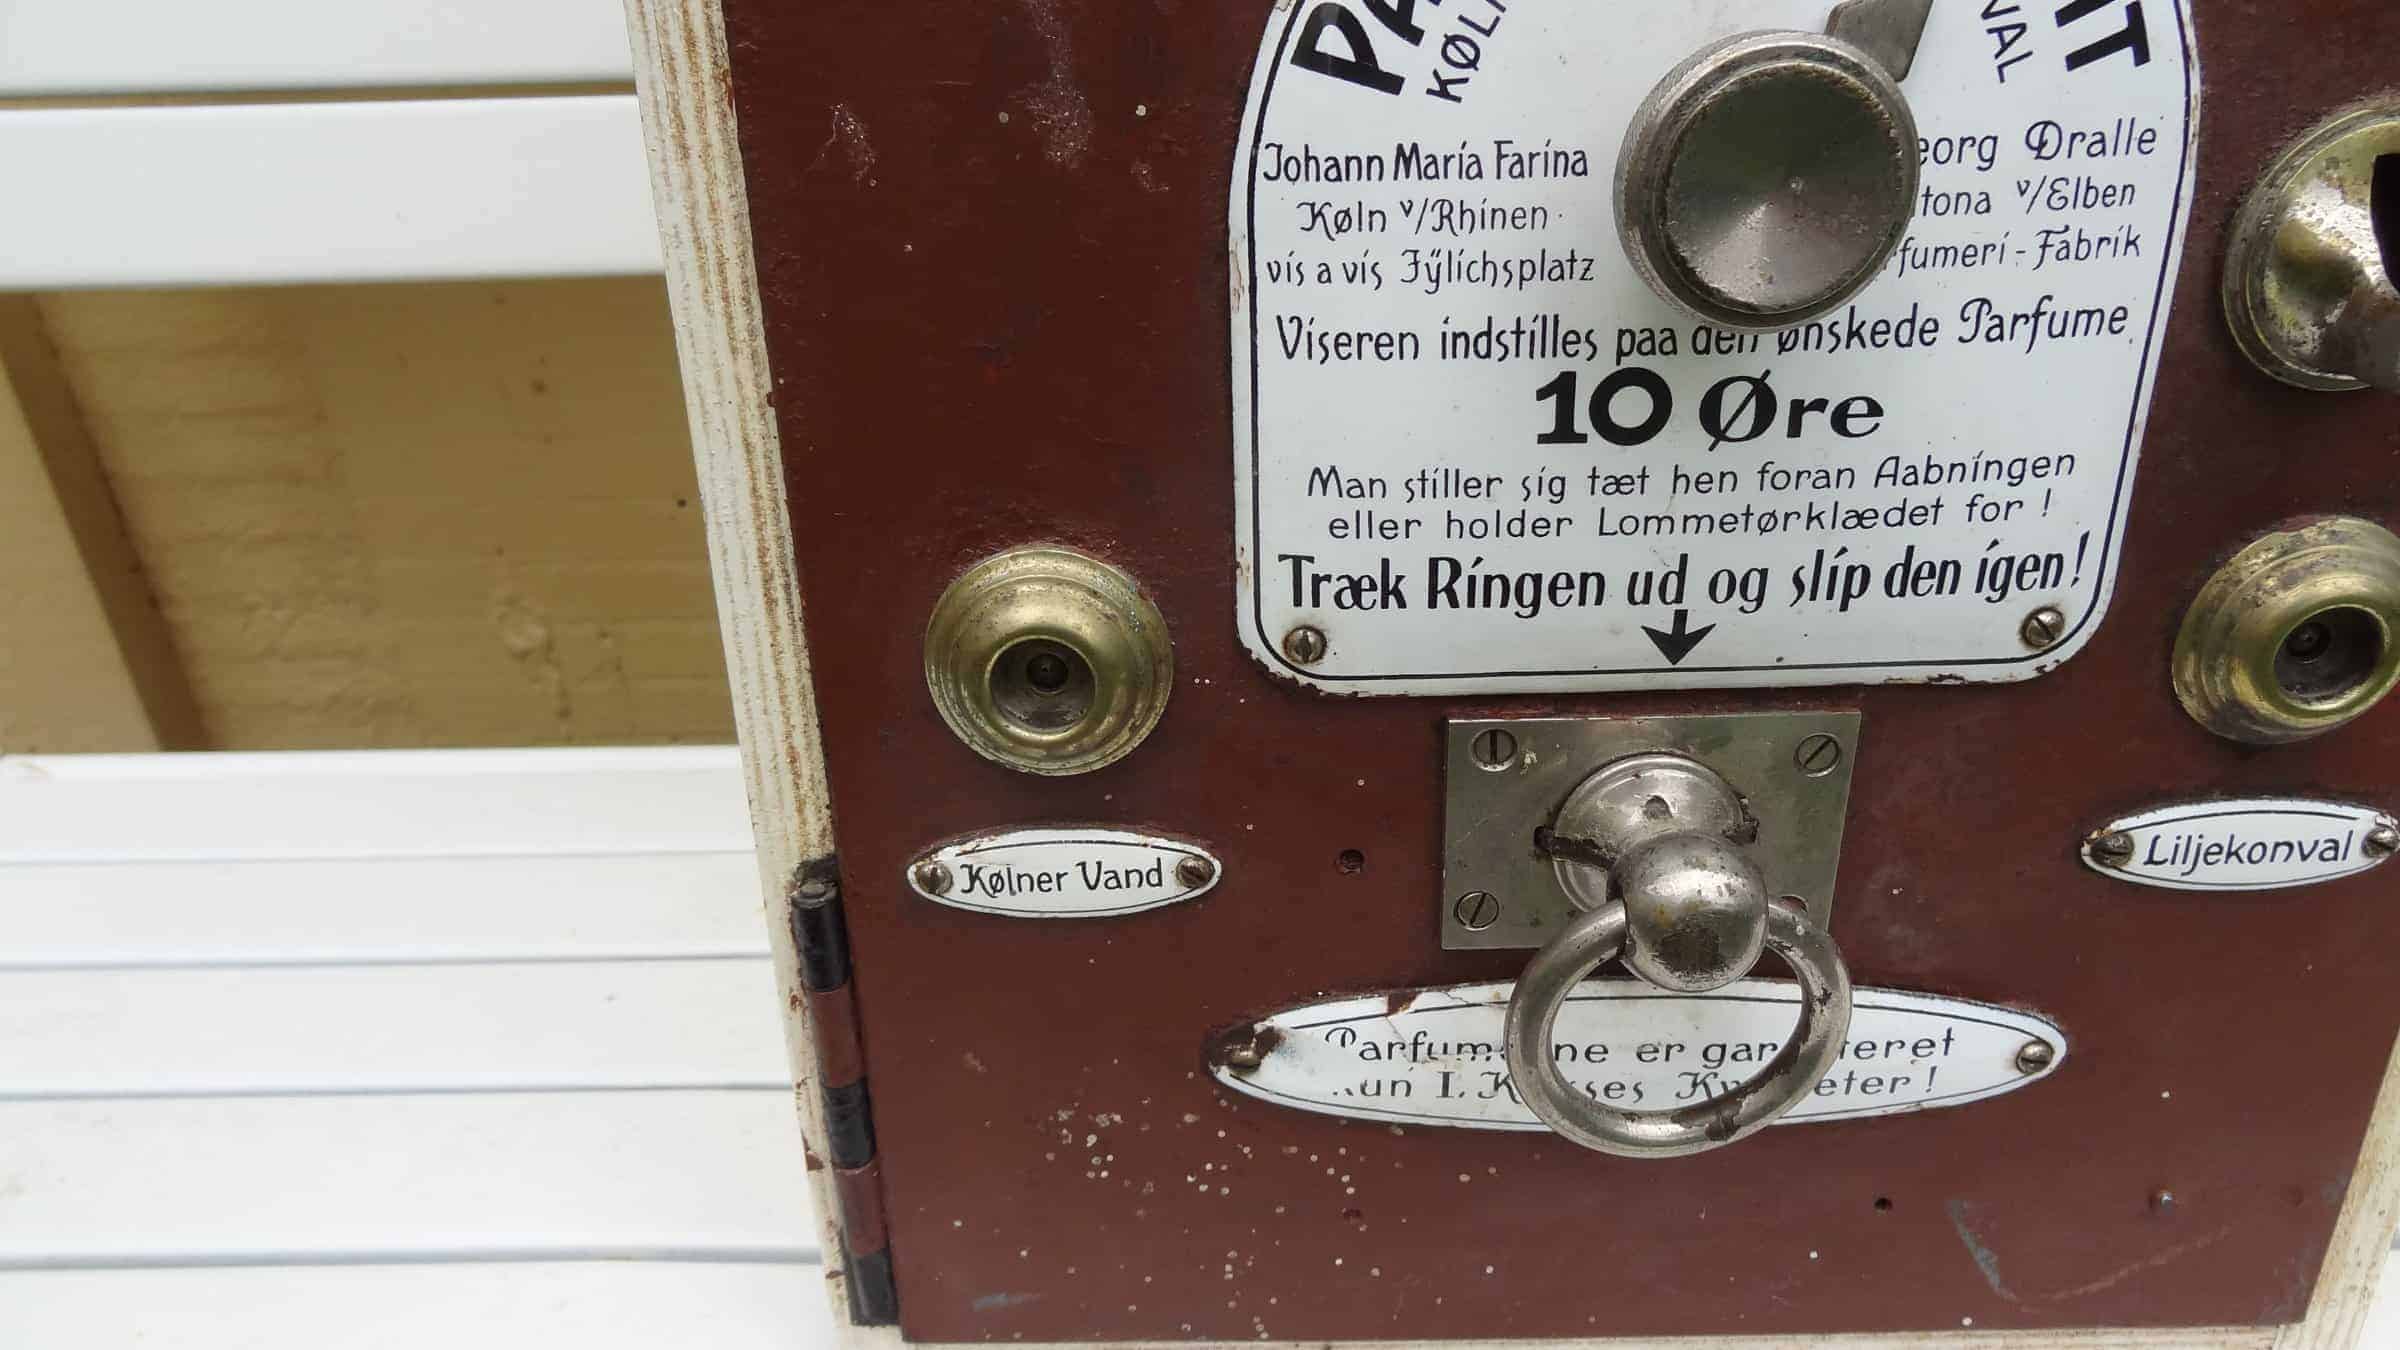 Johann Maria Farina
Køln v/Rhinen
vis a vis Jÿlichsplatz
Dralle
v/Elben
Fabrik
Viseren indstilles paa den ønskede Parfume
10 Øre
Man stiller sig tæt hen foran Aabningen
eller holder Lommetørklædet for!
Træk Ringen ud og slip den igen!
Kølner Vand
Liljekonval
er
I.